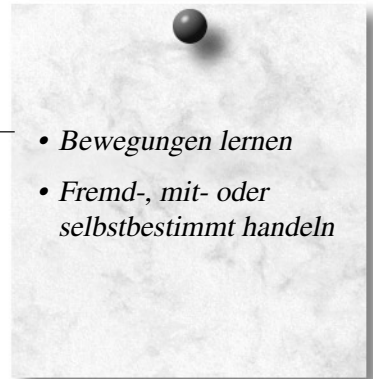 • Bewegungen lernen
• Fremd-, mit- oder
selbstbestimmt handeln